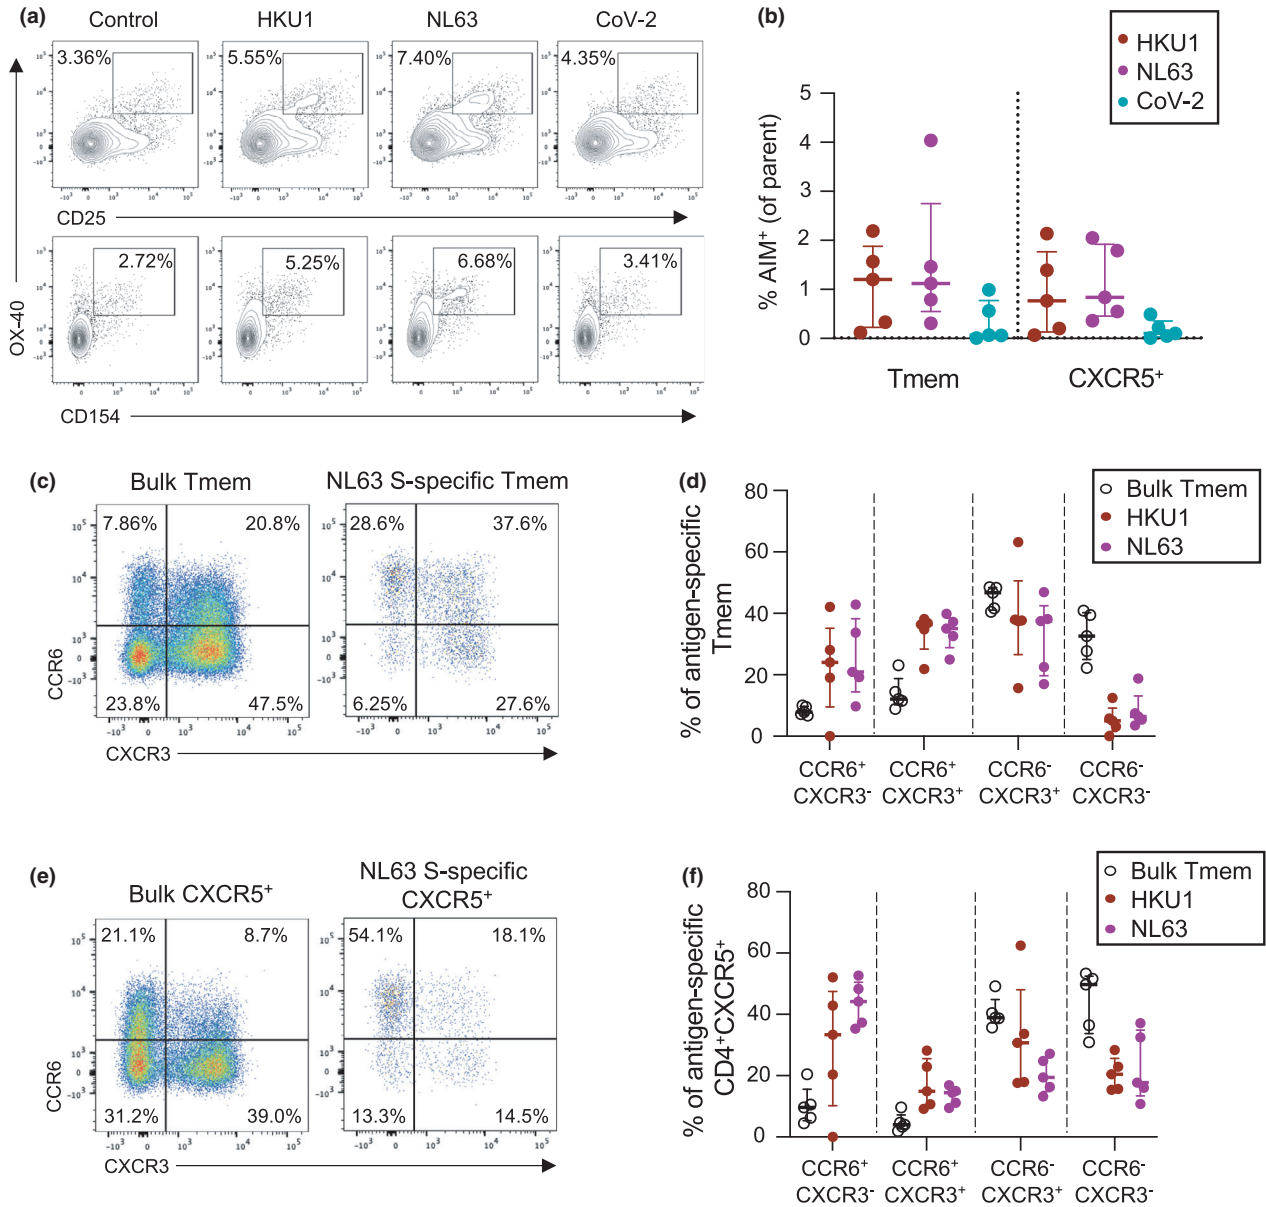 (a)
Control HKU1 NL63 CoV-2
3.36% 5.55% 7.40% 4.35%
CD25
2.72% 5.25% 6.68% 3.41%
OX-40
CD154
(b)
HKU1
NL63
CoV-2
% AIM⁺ (of parent)
5
4
3
2
1
0
Tmem CXCR5⁺
(c)
Bulk Tmem NL63 S-specific Tmem
7.86% 20.8% 28.6% 37.6%
23.8% 47.5% 6.25% 27.6%
CCR6
CXCR3
(d)
Bulk Tmem
HKU1
NL63
% of antigen-specific
Tmem
80
60
40
20
0
CCR6⁺ CCR6⁺ CCR6⁻ CCR6⁻
CXCR3⁻ CXCR3⁺ CXCR3⁺ CXCR3⁻
(e)
Bulk CXCR5⁺
NL63 S-specific
CXCR5⁺
21.1% 8.7% 54.1% 18.1%
31.2% 39.0% 13.3% 14.5%
CCR6
CXCR3
(f)
Bulk Tmem
HKU1
NL63
% of antigen-specific
CD4⁺CXCR5⁺
80
60
40
20
0
CCR6⁺ CCR6⁺ CCR6⁻ CCR6⁻
CXCR3⁻ CXCR3⁺ CXCR3⁺ CXCR3⁻